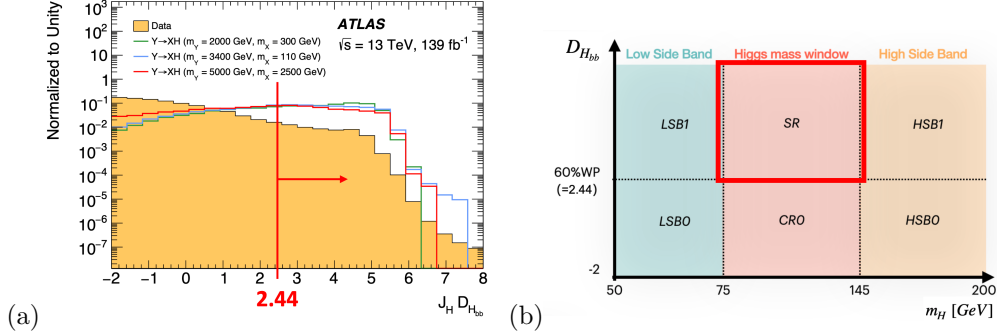 Normalized to Unity
10³
10²
10
1
10⁻¹
10⁻²
10⁻³
10⁻⁴
10⁻⁵
10⁻⁶
10⁻⁷
Data
Y→XH (m_Y = 2000 GeV, m_X = 300 GeV)
Y→XH (m_Y = 3400 GeV, m_X = 110 GeV)
Y→XH (m_Y = 5000 GeV, m_X = 2500 GeV)
ATLAS
√s = 13 TeV, 139 fb⁻¹
−2 −1 0 1 2 3 4 5 6 7 8
2.44
J_H D_H_bb
(a)
D_H_bb
Low Side Band Higgs mass window High Side Band
LSB1 SR HSB1
60%WP
(=2.44)
LSB0 CR0 HSB0
-2
50 75 145 200
m_H [GeV]
(b)